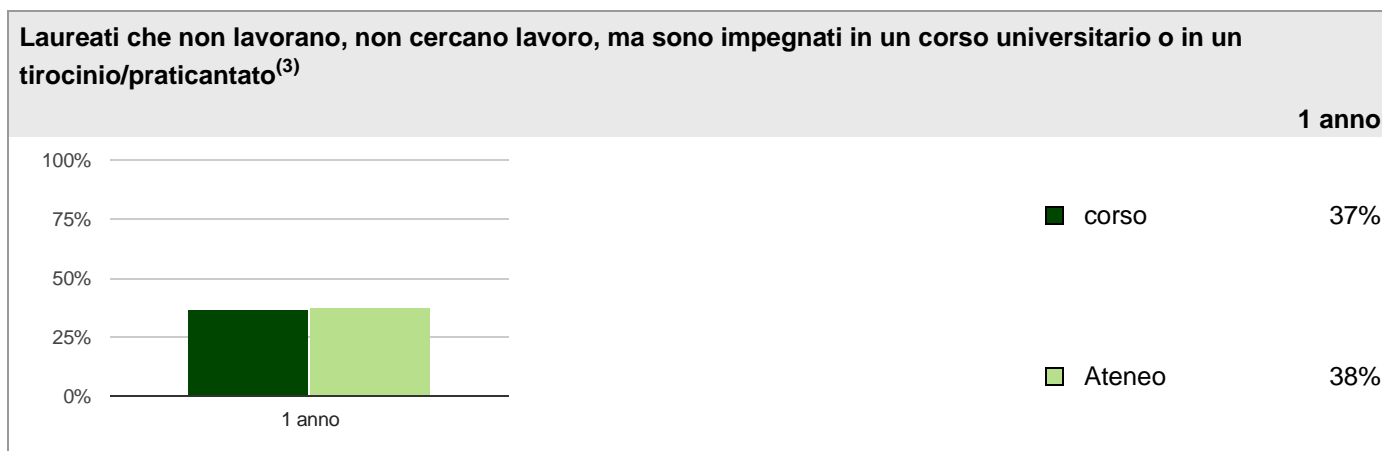 Laureati che non lavorano, non cercano lavoro, ma sono impegnati in un corso universitario o in un
tirocinio/praticantato(3)
1 anno
100%
75%
50%
25%
0%
1 anno
corso 37%
Ateneo 38%